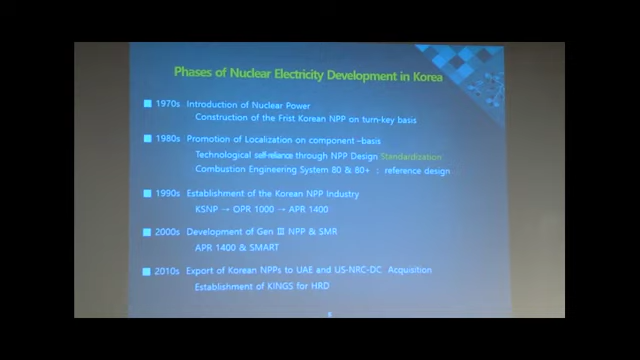 Phases of Nuclear Electricity Development in Korea
1970s Introduction of Nuclear Power
Construction of the Frist Korean NPP on turn-key basis
1980s Promotion of Localization on component-basis
Technological self-reliance through NPP Design Standardization
Combustion Engineering System 80 & 80+ : reference design
1990s Establishment of the Korean NPP Industry
KSNP → OPR 1000 → APR 1400
2000s Development of Gen Ⅲ NPP & SMR
APR 1400 & SMART
2010s Export of Korean NPPs to UAE and US-NRC-DC Acquisition
Establishment of KINGS for HRD